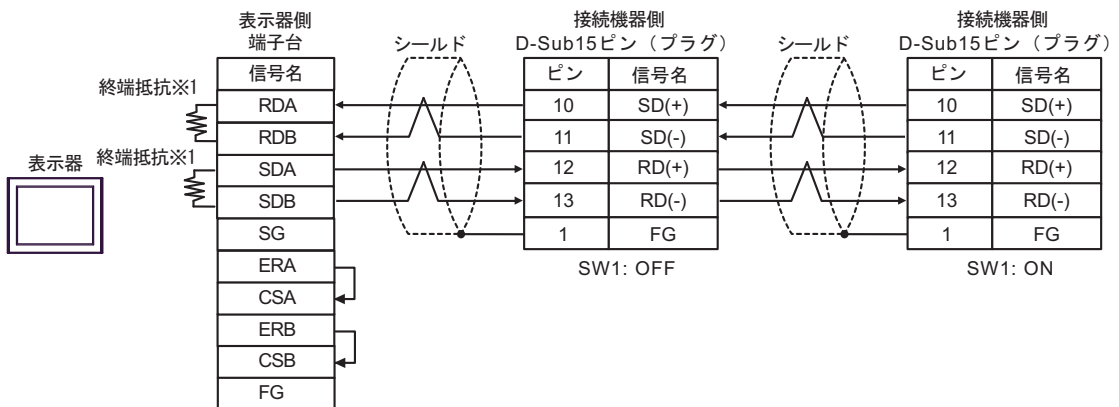 表示器側
端子台
シールド
接続機器側
D-Sub15ピン（プラグ）
シールド
接続機器側
D-Sub15ピン（プラグ）
終端抵抗※1
終端抵抗※1
表示器
信号名
RDA
RDB
SDA
SDB
SG
ERA
CSA
ERB
CSB
FG
ピン 信号名
10 SD(+)
11 SD(-)
12 RD(+)
13 RD(-)
1 FG
SW1: OFF
ピン 信号名
10 SD(+)
11 SD(-)
12 RD(+)
13 RD(-)
1 FG
SW1: ON